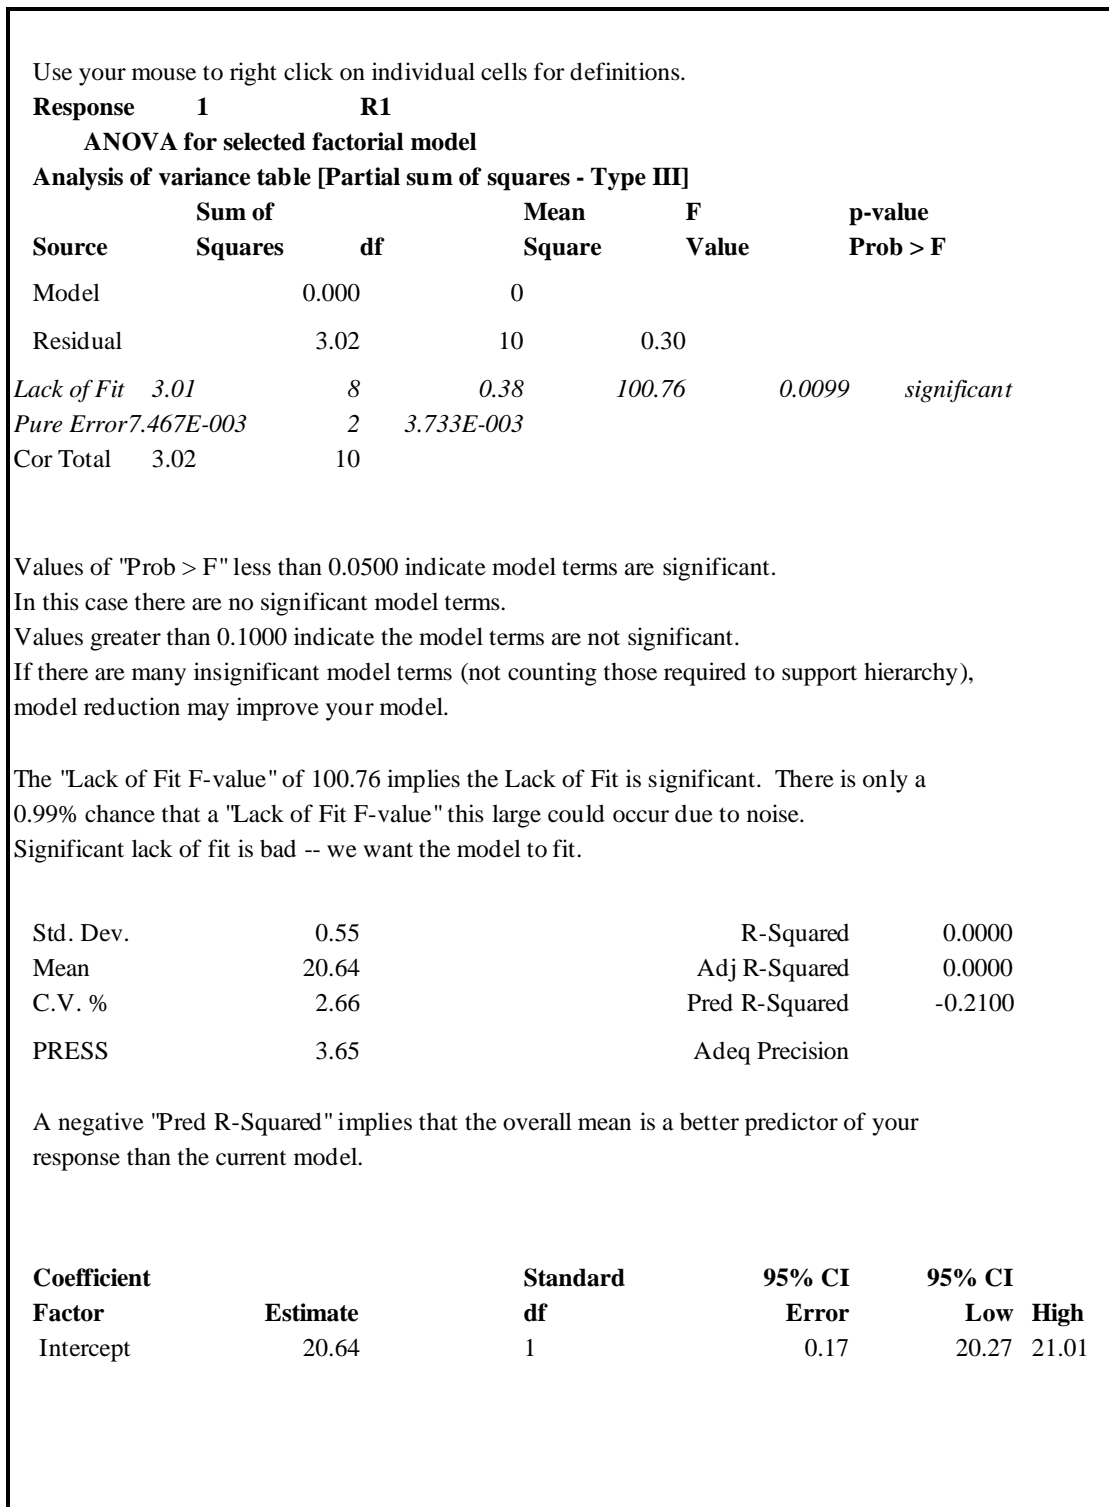 Use your mouse to right click on individual cells for definitions.
Response 1 R1
ANOVA for selected factorial model
Analysis of variance table [Partial sum of squares - Type III]
Sum of Mean F p-value
Source Squares df Square Value Prob > F
Model 0.000 0
Residual 3.02 10 0.30
Lack of Fit 3.01 8 0.38 100.76 0.0099 significant
Pure Error7.467E-003 2 3.733E-003
Cor Total 3.02 10
Values of "Prob > F" less than 0.0500 indicate model terms are significant.
In this case there are no significant model terms.
Values greater than 0.1000 indicate the model terms are not significant.
If there are many insignificant model terms (not counting those required to support hierarchy),
model reduction may improve your model.
The "Lack of Fit F-value" of 100.76 implies the Lack of Fit is significant.  There is only a
0.99% chance that a "Lack of Fit F-value" this large could occur due to noise.
Significant lack of fit is bad -- we want the model to fit.
Std. Dev. 0.55 R-Squared 0.0000
Mean 20.64 Adj R-Squared 0.0000
C.V. % 2.66 Pred R-Squared -0.2100
PRESS 3.65 Adeq Precision
A negative "Pred R-Squared" implies that the overall mean is a better predictor of your
response than the current model.
Coefficient Standard 95% CI 95% CI
Factor Estimate df Error Low High
Intercept 20.64 1 0.17 20.27 21.01